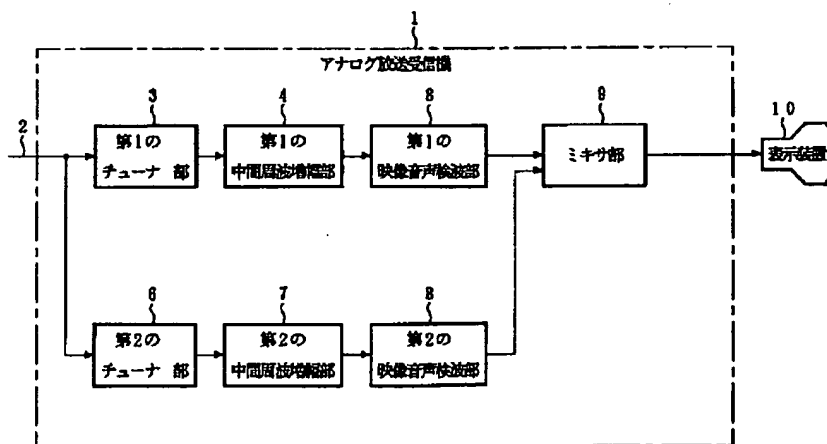 1
アナログ放送受信機
2
3
4
8
9
10
第1の
チューナ 部
第1の
中間周波増幅部
第1の
映像音声検波部
ミキサ部
表示装置
6
7
8
第2の
チューナ 部
第2の
中間周波増幅部
第2の
映像音声検波部